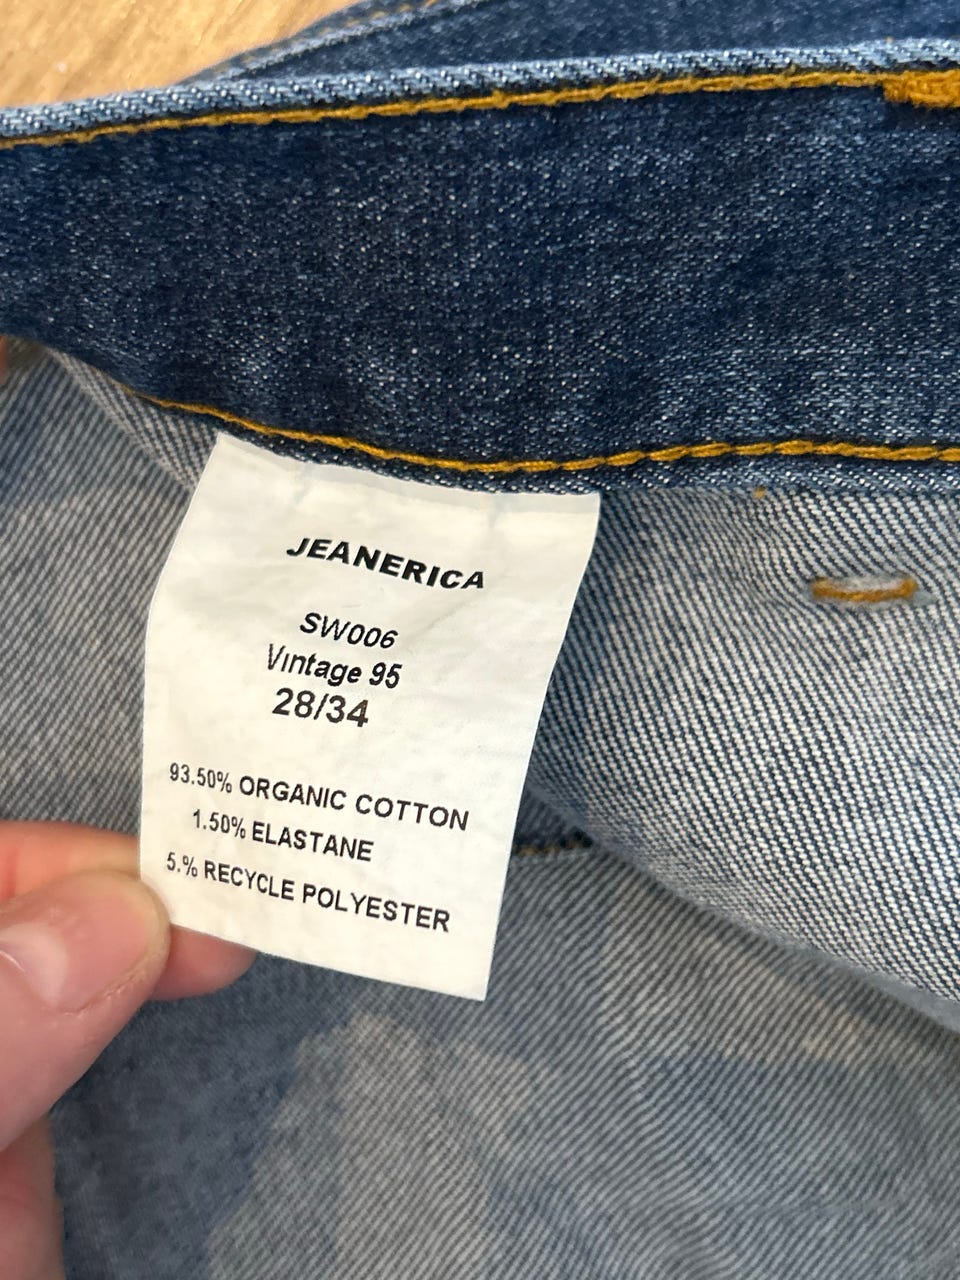 JEANERICA
SW006
Vintage 95
28/34
93.50% ORGANIC COTTON
1.50% ELASTANE
5.% RECYCLE POLYESTER